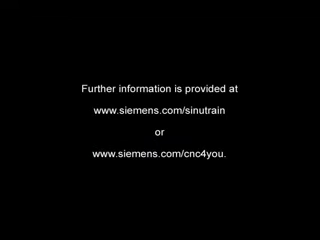 Further information is provided at
www.siemens.com/sinutrain
or
www.siemens.com/cnc4you.